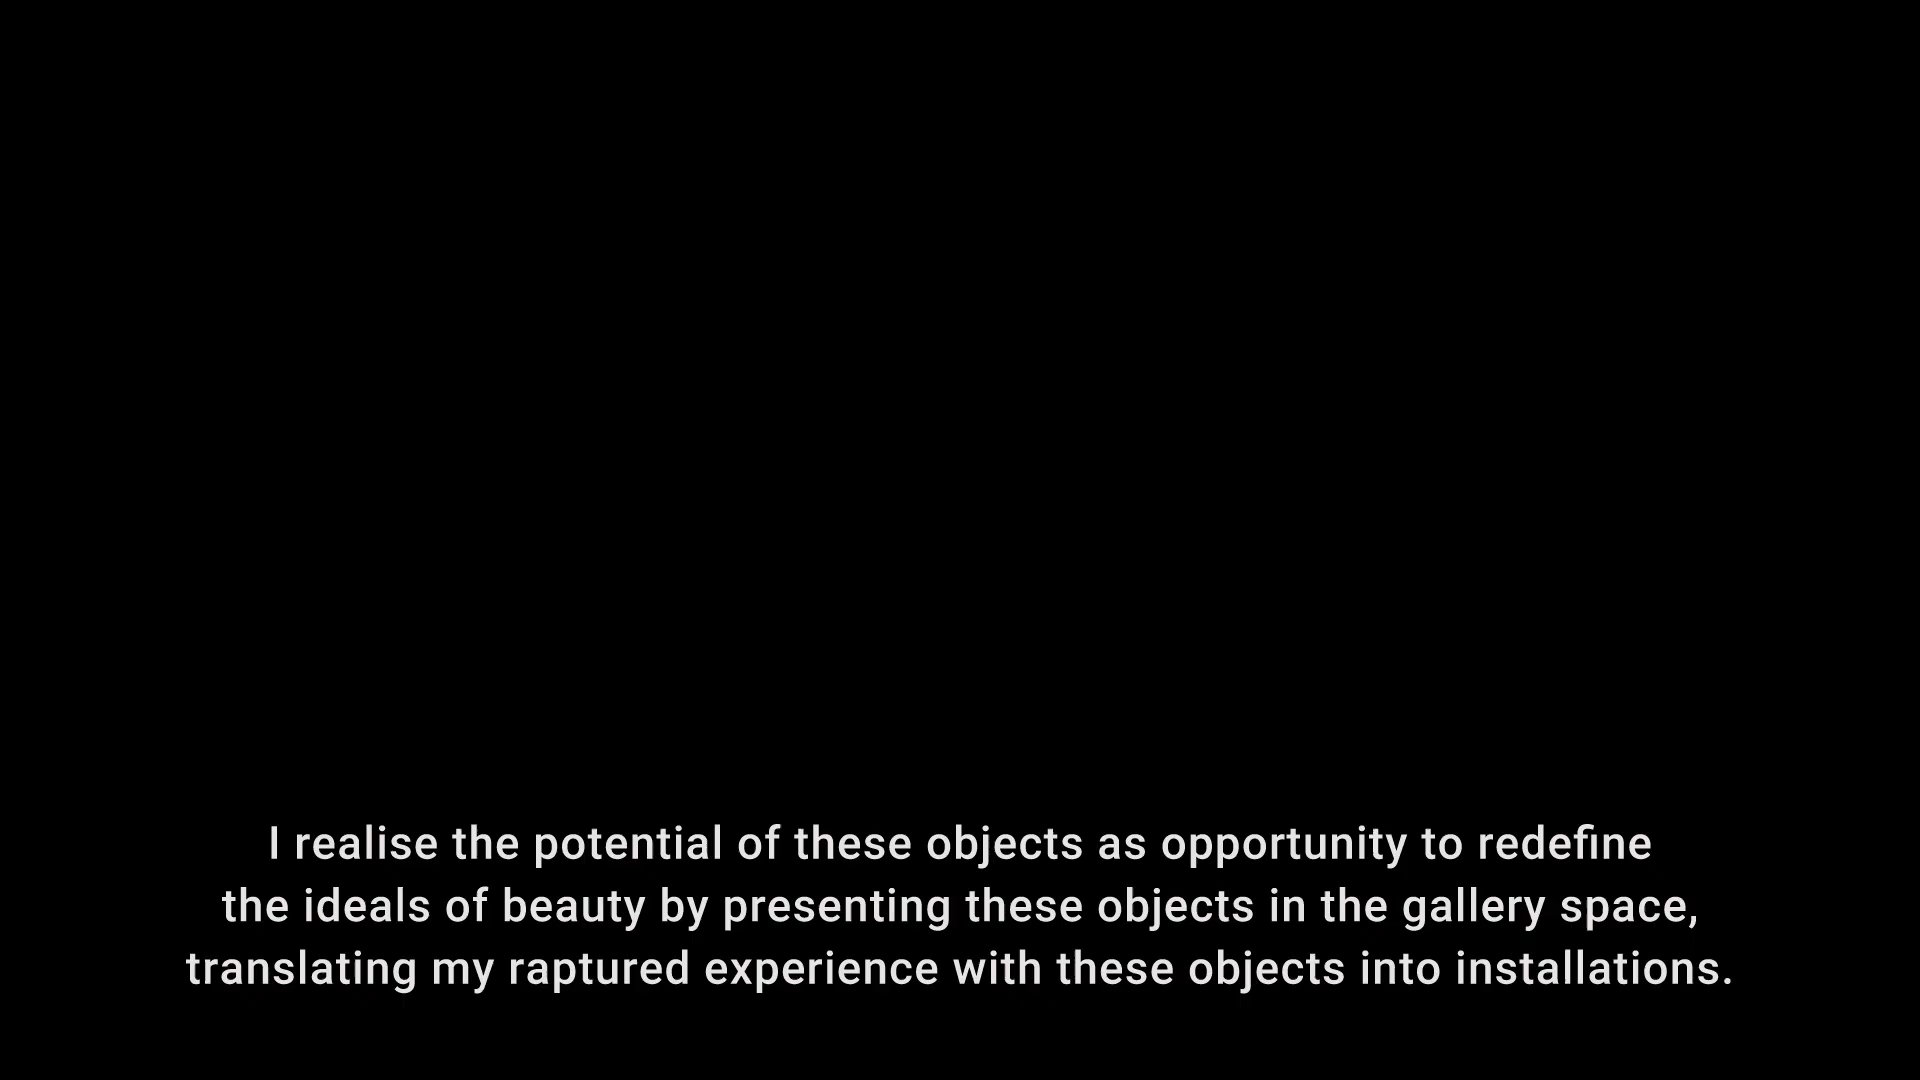 I realise the potential of these objects as opportunity to redefine
the ideals of beauty by presenting these objects in the gallery space,
translating my raptured experience with these objects into installations.